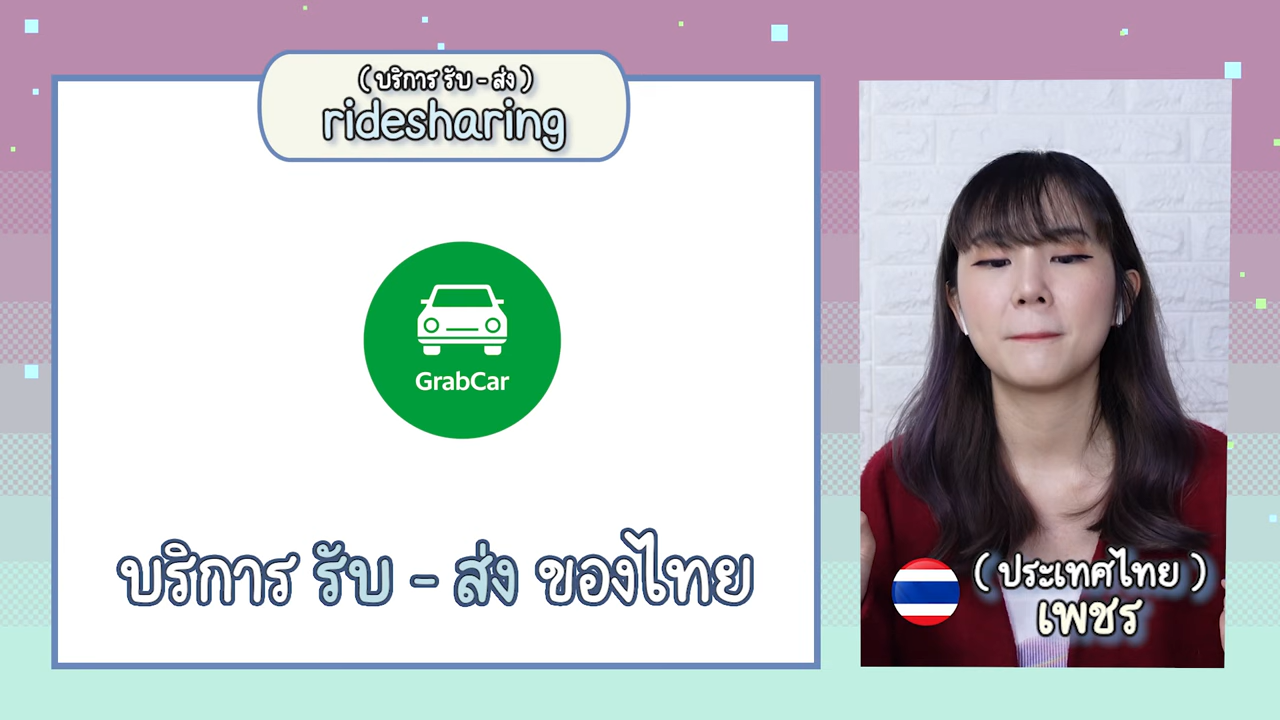 ( บริการ รับ - ส่ง )
ridesharing
GrabCar
บริการ รับ - ส่ง ของไทย
( ประเทศไทย )
เพชร